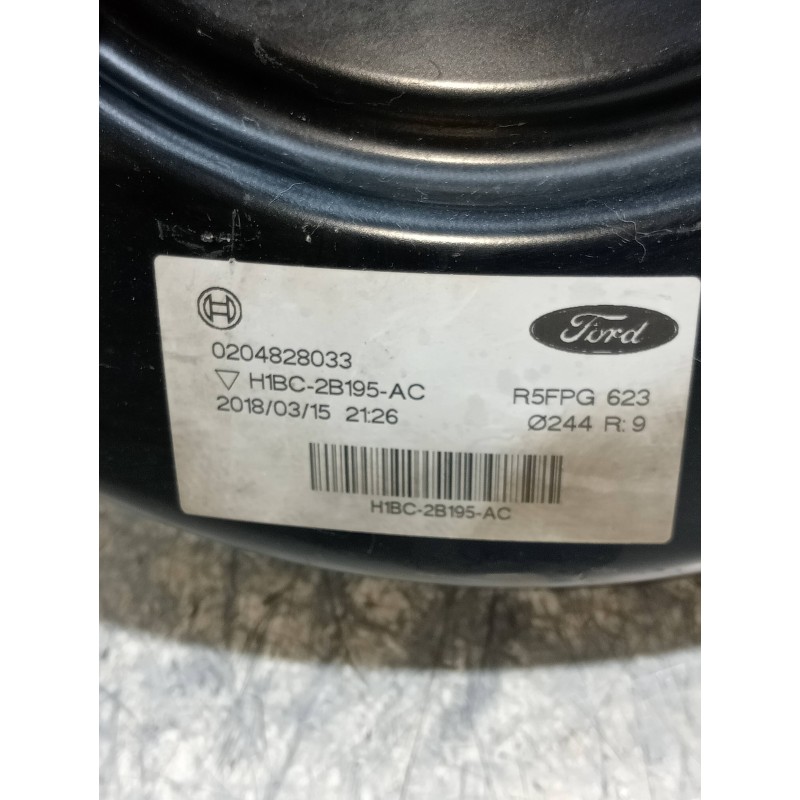 Ford
0204828033
▽ H1BC-2B195-AC R5FPG 623
2018/03/15 21:26 Ø244 R: 9
H1BC-2B195-AC